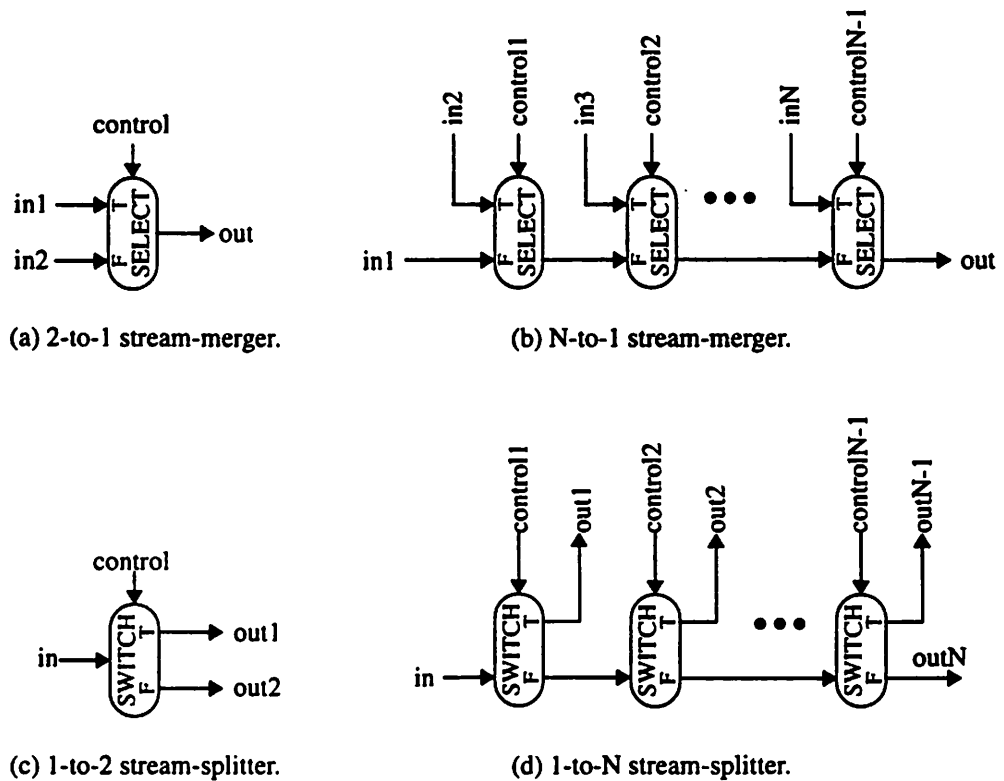 control
in1
T
in2
F
SELECT
out
(a) 2-to-1 stream-merger.
in2
control1
in3
control2
inN
controlN-1
in1
T
F
SELECT
T
F
SELECT
T
F
SELECT
out
(b) N-to-1 stream-merger.
control
in
SWITCH
T
F
out1
out2
(c) 1-to-2 stream-splitter.
control1
out1
control2
out2
controlN-1
outN-1
in
SWITCH
T
F
SWITCH
T
F
SWITCH
T
F
outN
(d) 1-to-N stream-splitter.